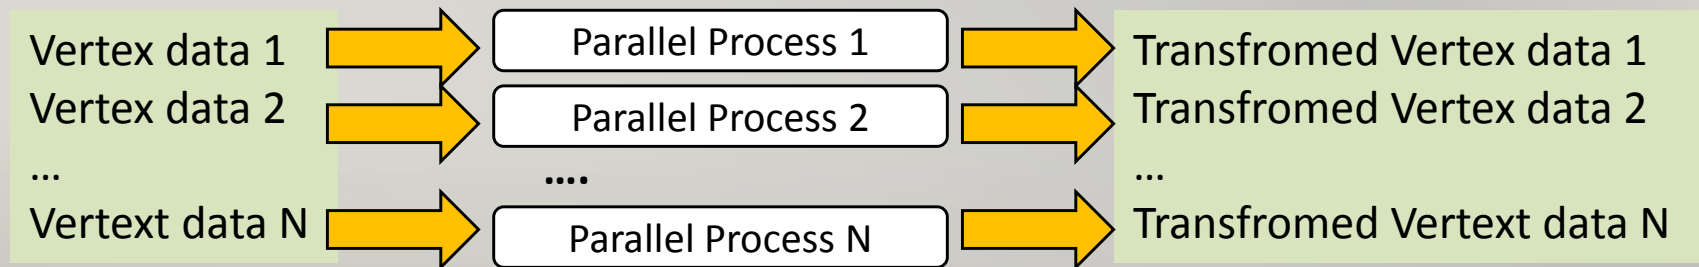 Vertex data 1
Vertex data 2
...
Vertext data N
Parallel Process 1
Parallel Process 2
....
Parallel Process N
Transfromed Vertex data 1
Transfromed Vertex data 2
...
Transfromed Vertext data N